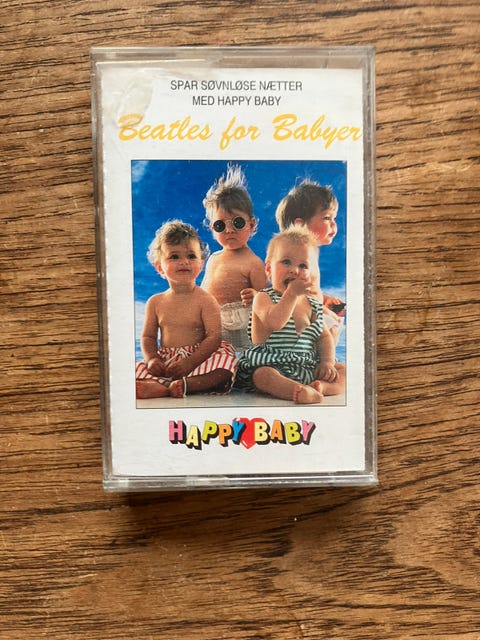 SPAR SØVNLØSE NÆTTER
MED HAPPY BABY
Beatles for Babyer
HAPPY BABY